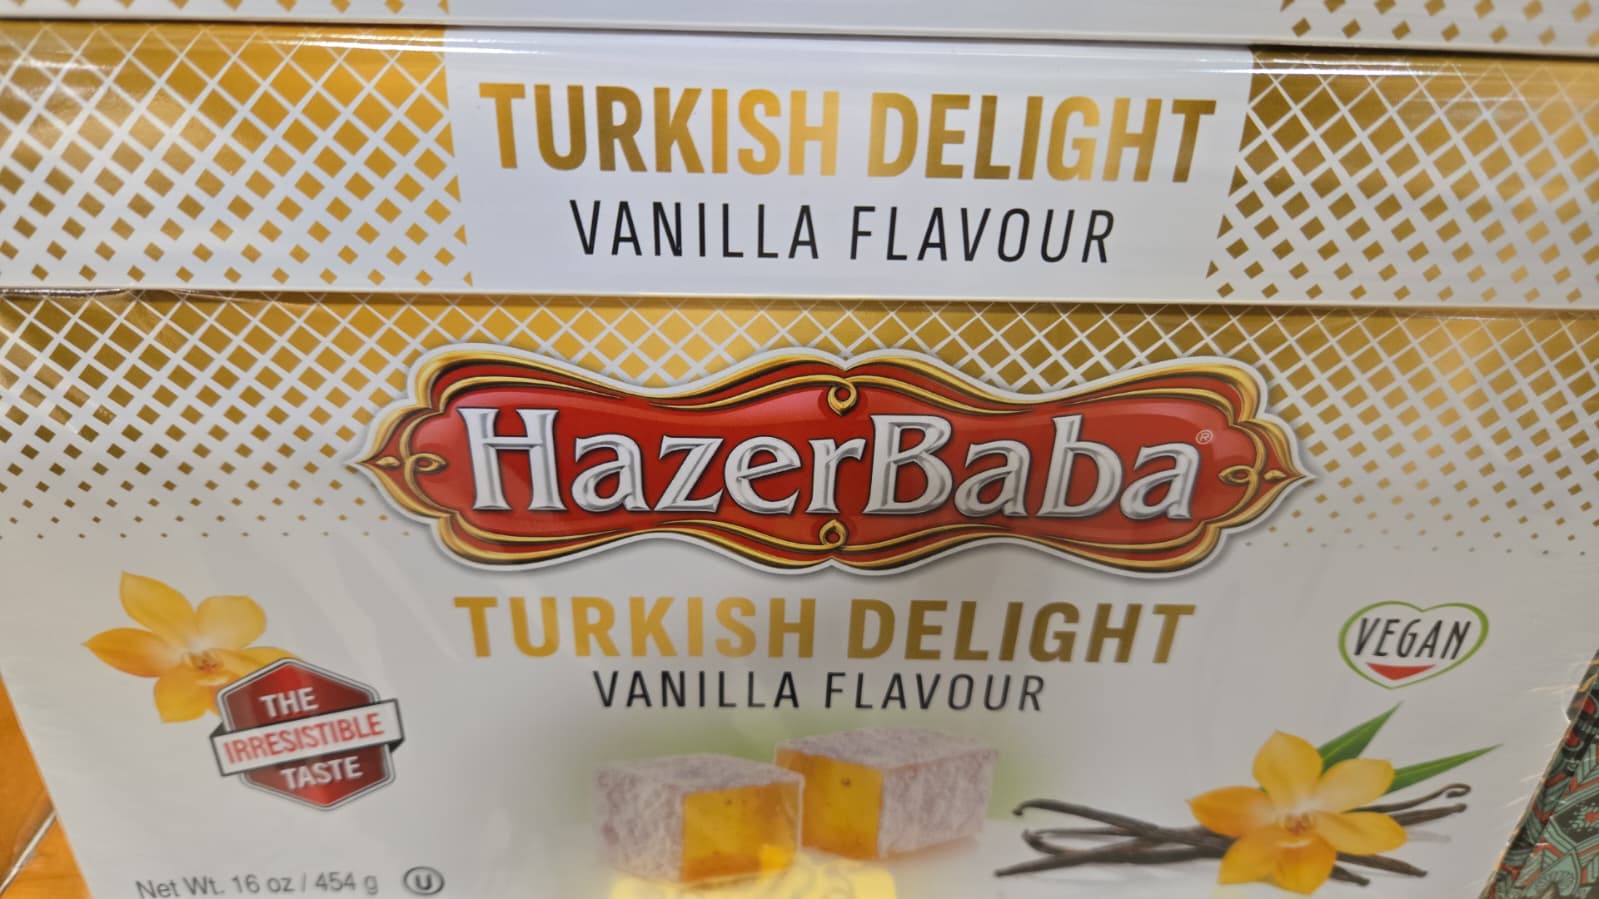 TURKISH DELIGHT
VANILLA FLAVOUR
HazerBaba®
TURKISH DELIGHT
VANILLA FLAVOUR
VEGAN
THE
IRRESISTIBLE
TASTE
Net Wt. 16 oz / 454 g U